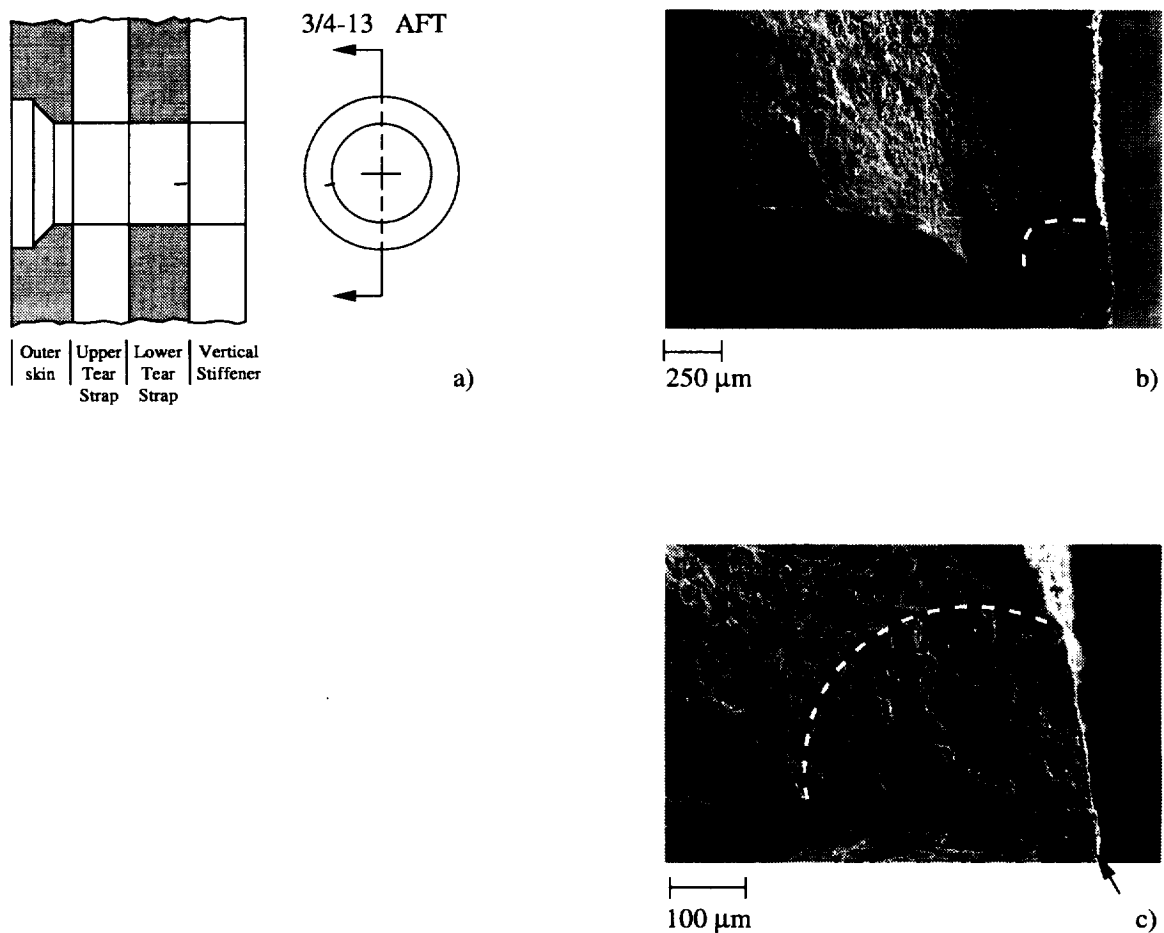 3/4-13 AFT
Outer skin
Upper Tear Strap
Lower Tear Strap
Vertical Stiffener
a)
250 µm
b)
100 µm
c)